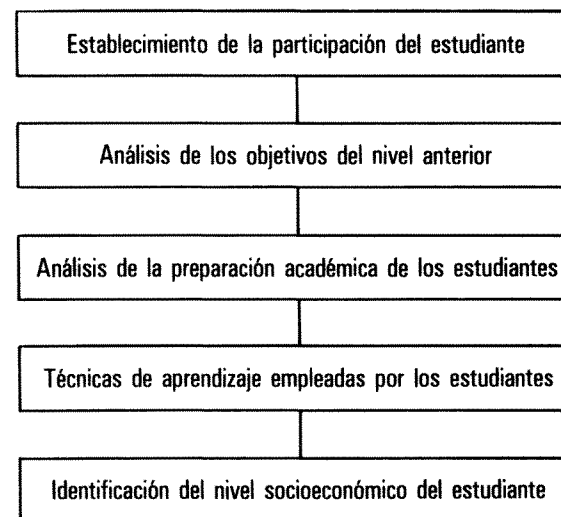 Establecimiento de la participación del estudiante
Análisis de los objetivos del nivel anterior
Análisis de la preparación académica de los estudiantes
Técnicas de aprendizaje empleadas por los estudiantes
Identificación del nivel socioeconómico del estudiante